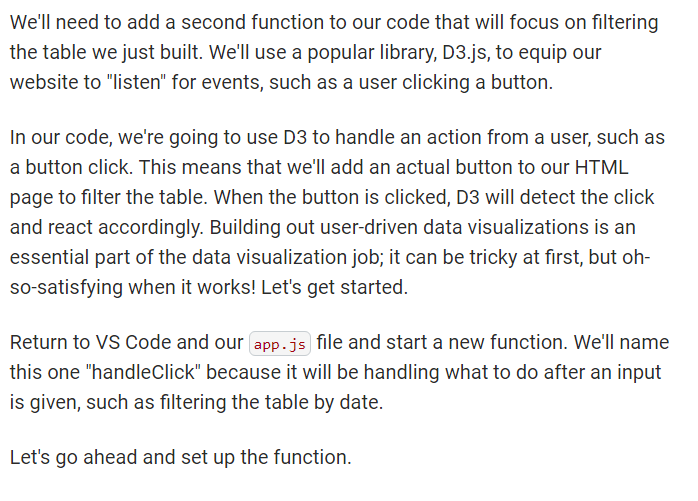 We'll need to add a second function to our code that will focus on filtering
the table we just built. We'll use a popular library, D3.js, to equip our
website to "listen" for events, such as a user clicking a button.
In our code, we're going to use D3 to handle an action from a user, such as
a button click. This means that we'll add an actual button to our HTML
page to filter the table. When the button is clicked, D3 will detect the click
and react accordingly. Building out user-driven data visualizations is an
essential part of the data visualization job; it can be tricky at first, but oh-
so-satisfying when it works! Let's get started.
Return to VS Code and our app.js file and start a new function. We'll name
this one "handleClick" because it will be handling what to do after an input
is given, such as filtering the table by date.
Let's go ahead and set up the function.